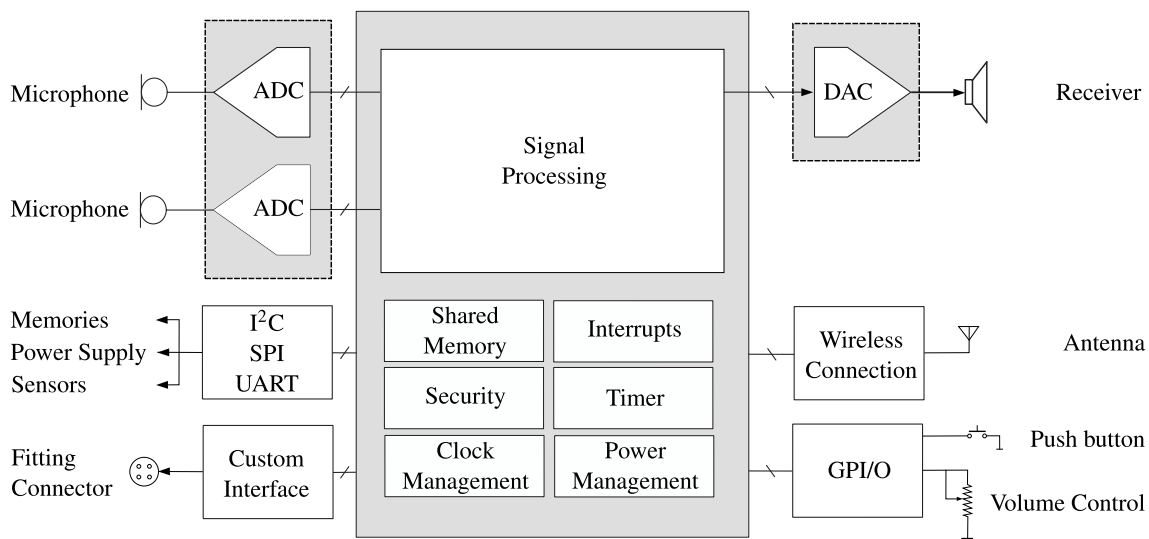 Microphone
ADC
Microphone
ADC
Signal
Processing
DAC
Receiver
Memories
Power Supply
Sensors
I²C
SPI
UART
Fitting
Connector
Custom
Interface
Shared
Memory
Interrupts
Security
Timer
Clock
Management
Power
Management
Wireless
Connection
Antenna
GPI/O
Push button
Volume Control